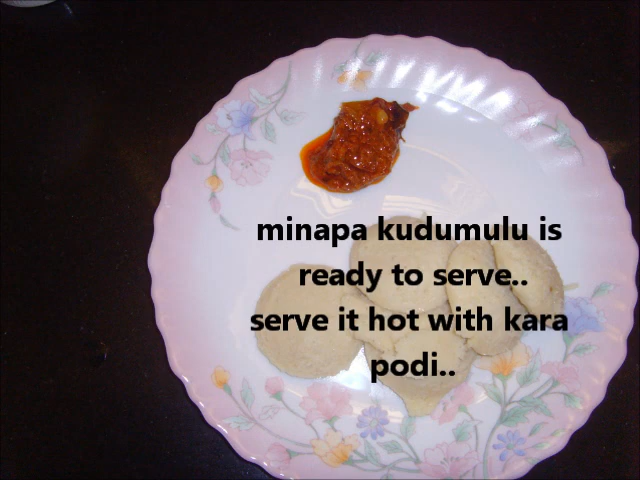 minapa kudumulu is
ready to serve..
serve it hot with kara
podi..